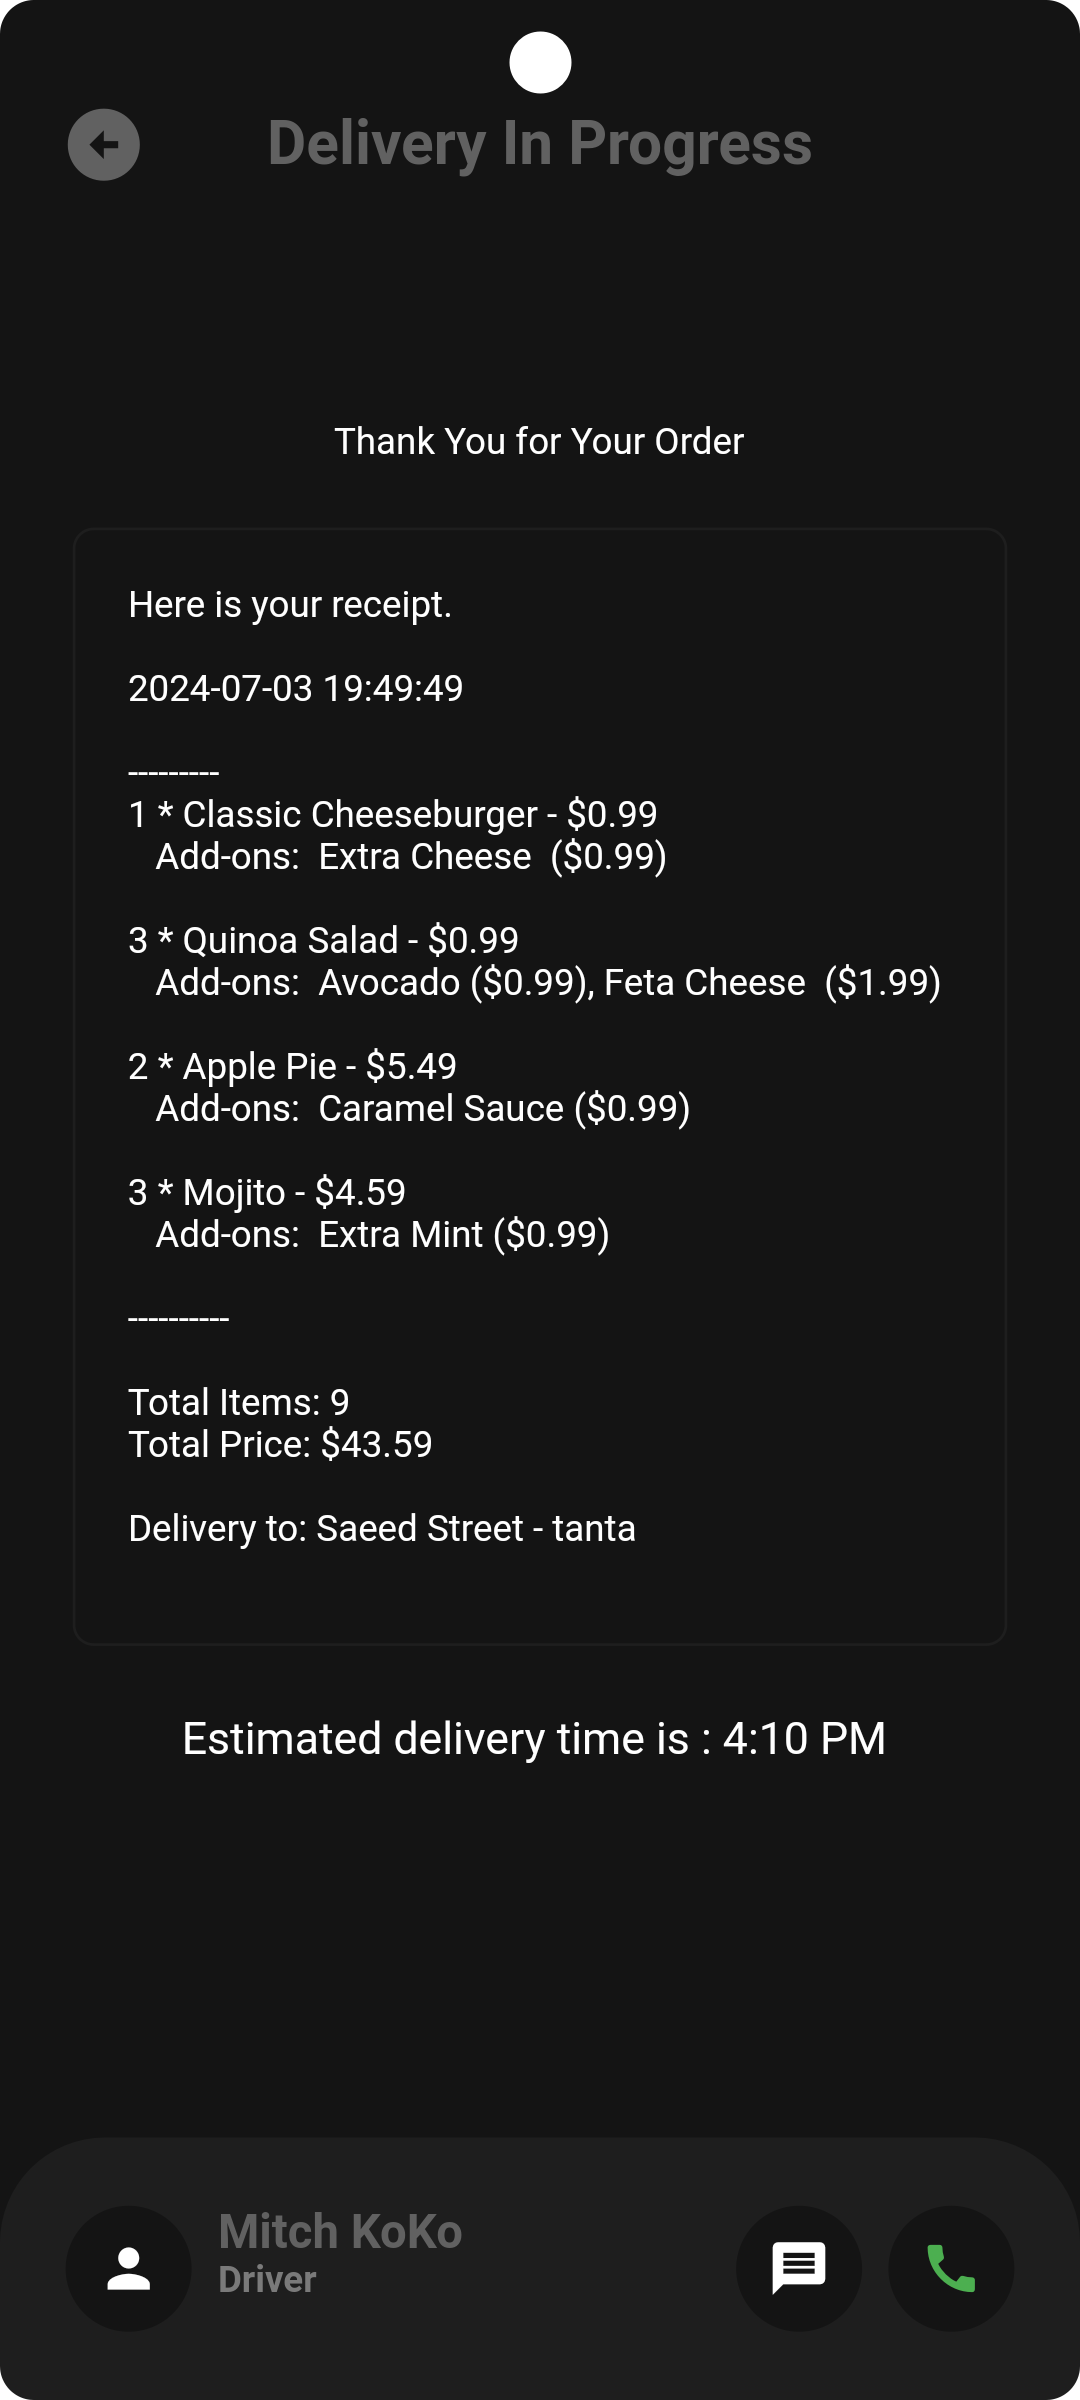 Delivery In Progress
Thank You for Your Order
Here is your receipt.
2024-07-03 19:49:49
---------
1 * Classic Cheeseburger - $0.99
Add-ons:  Extra Cheese  ($0.99)
3 * Quinoa Salad - $0.99
Add-ons:  Avocado ($0.99), Feta Cheese  ($1.99)
2 * Apple Pie - $5.49
Add-ons:  Caramel Sauce ($0.99)
3 * Mojito - $4.59
Add-ons:  Extra Mint ($0.99)
----------
Total Items: 9
Total Price: $43.59
Delivery to: Saeed Street - tanta
Estimated delivery time is : 4:10 PM
Mitch KoKo
Driver